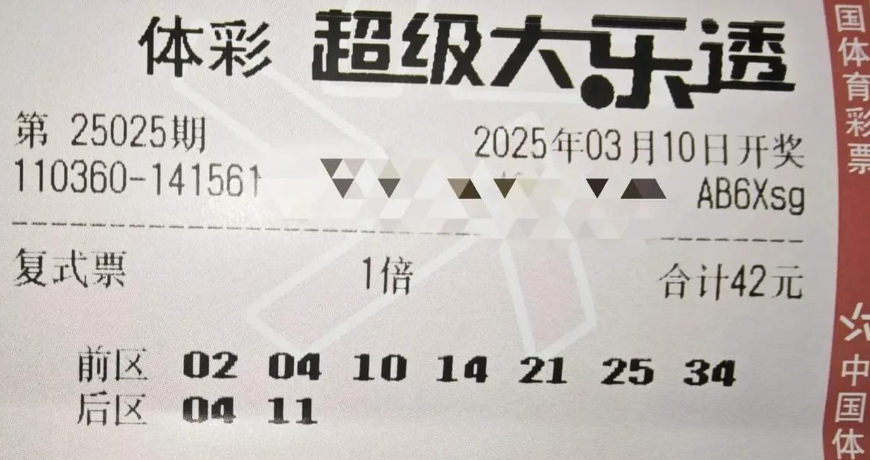 体彩 超级大乐透
第 25025期 2025年03月10日开奖
110360-141561 AB6Xsg
复式票 1倍 合计42元
前区 02 04 10 14 21 25 34
后区 04 11
国体育彩票
中国体